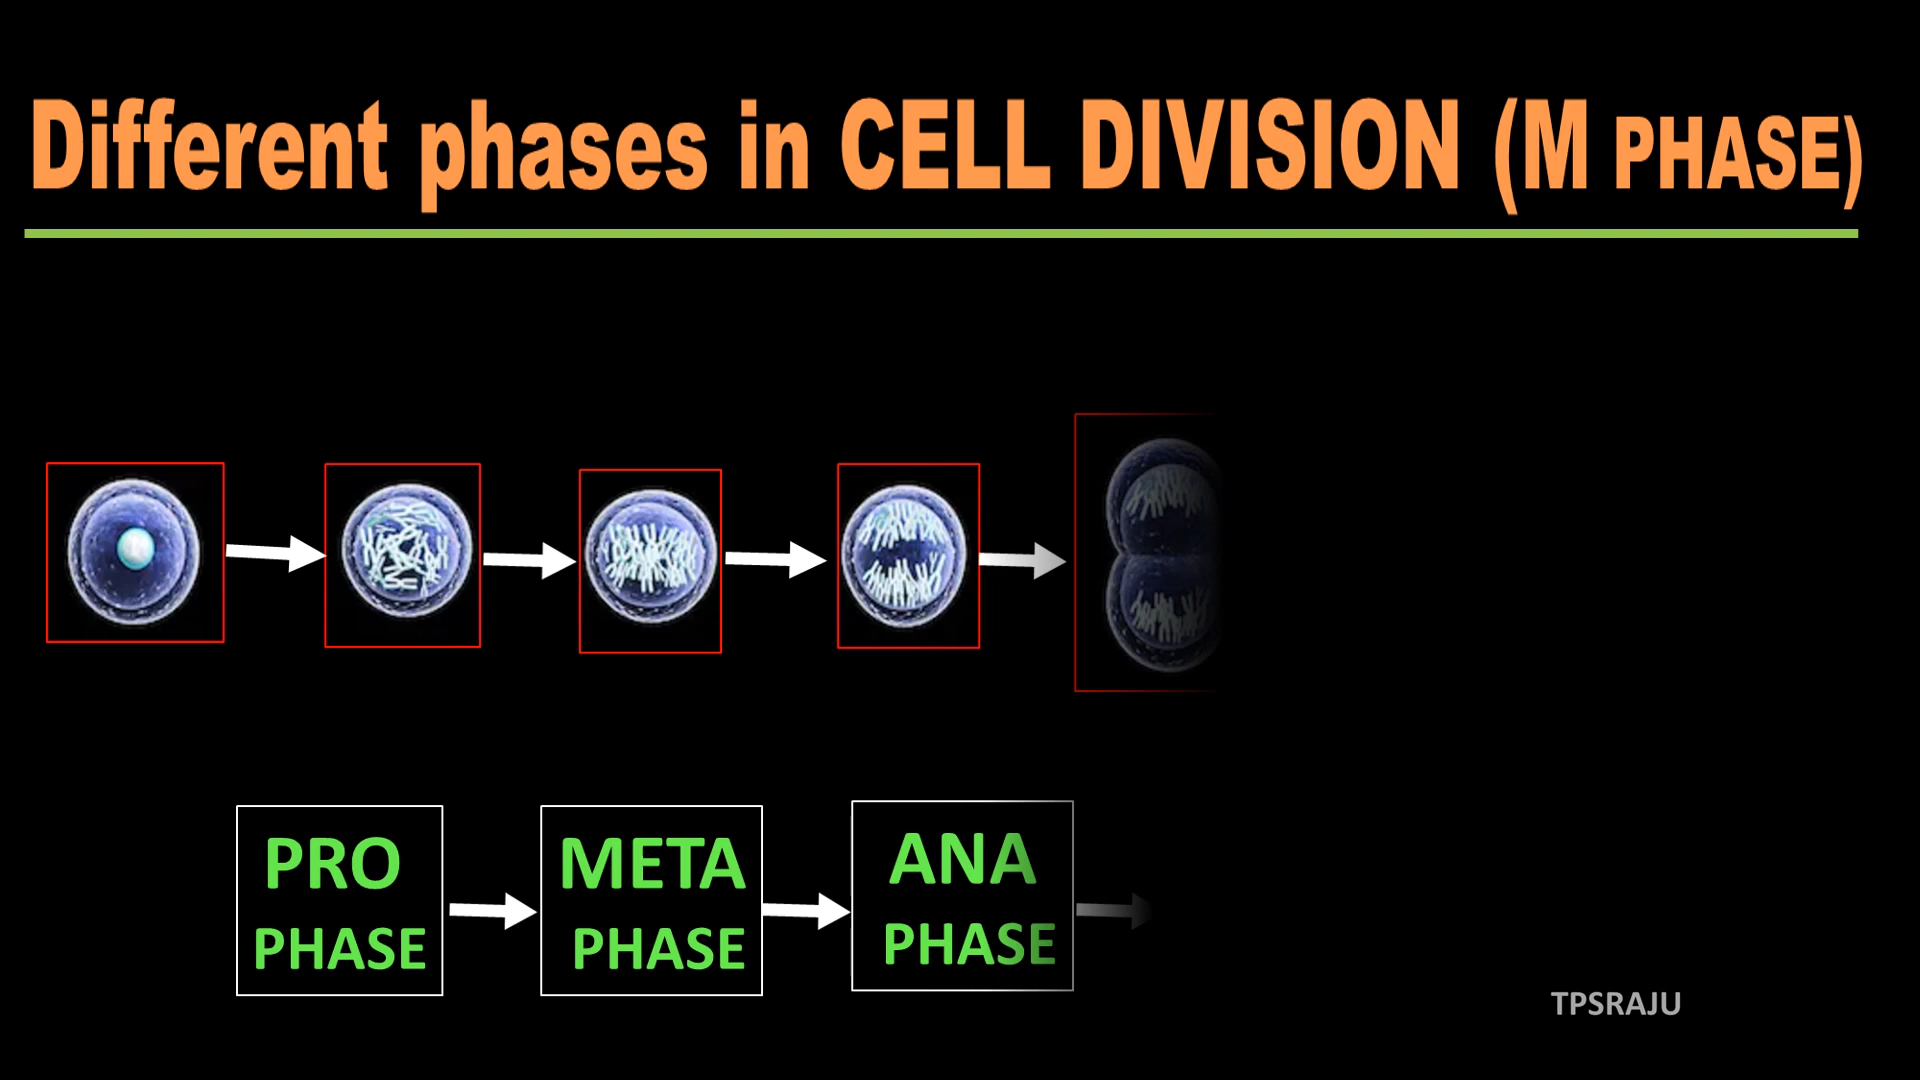 Different phases in CELL DIVISION (M PHASE)
PRO
PHASE
META
PHASE
ANA
PHASE
TPSRAJU